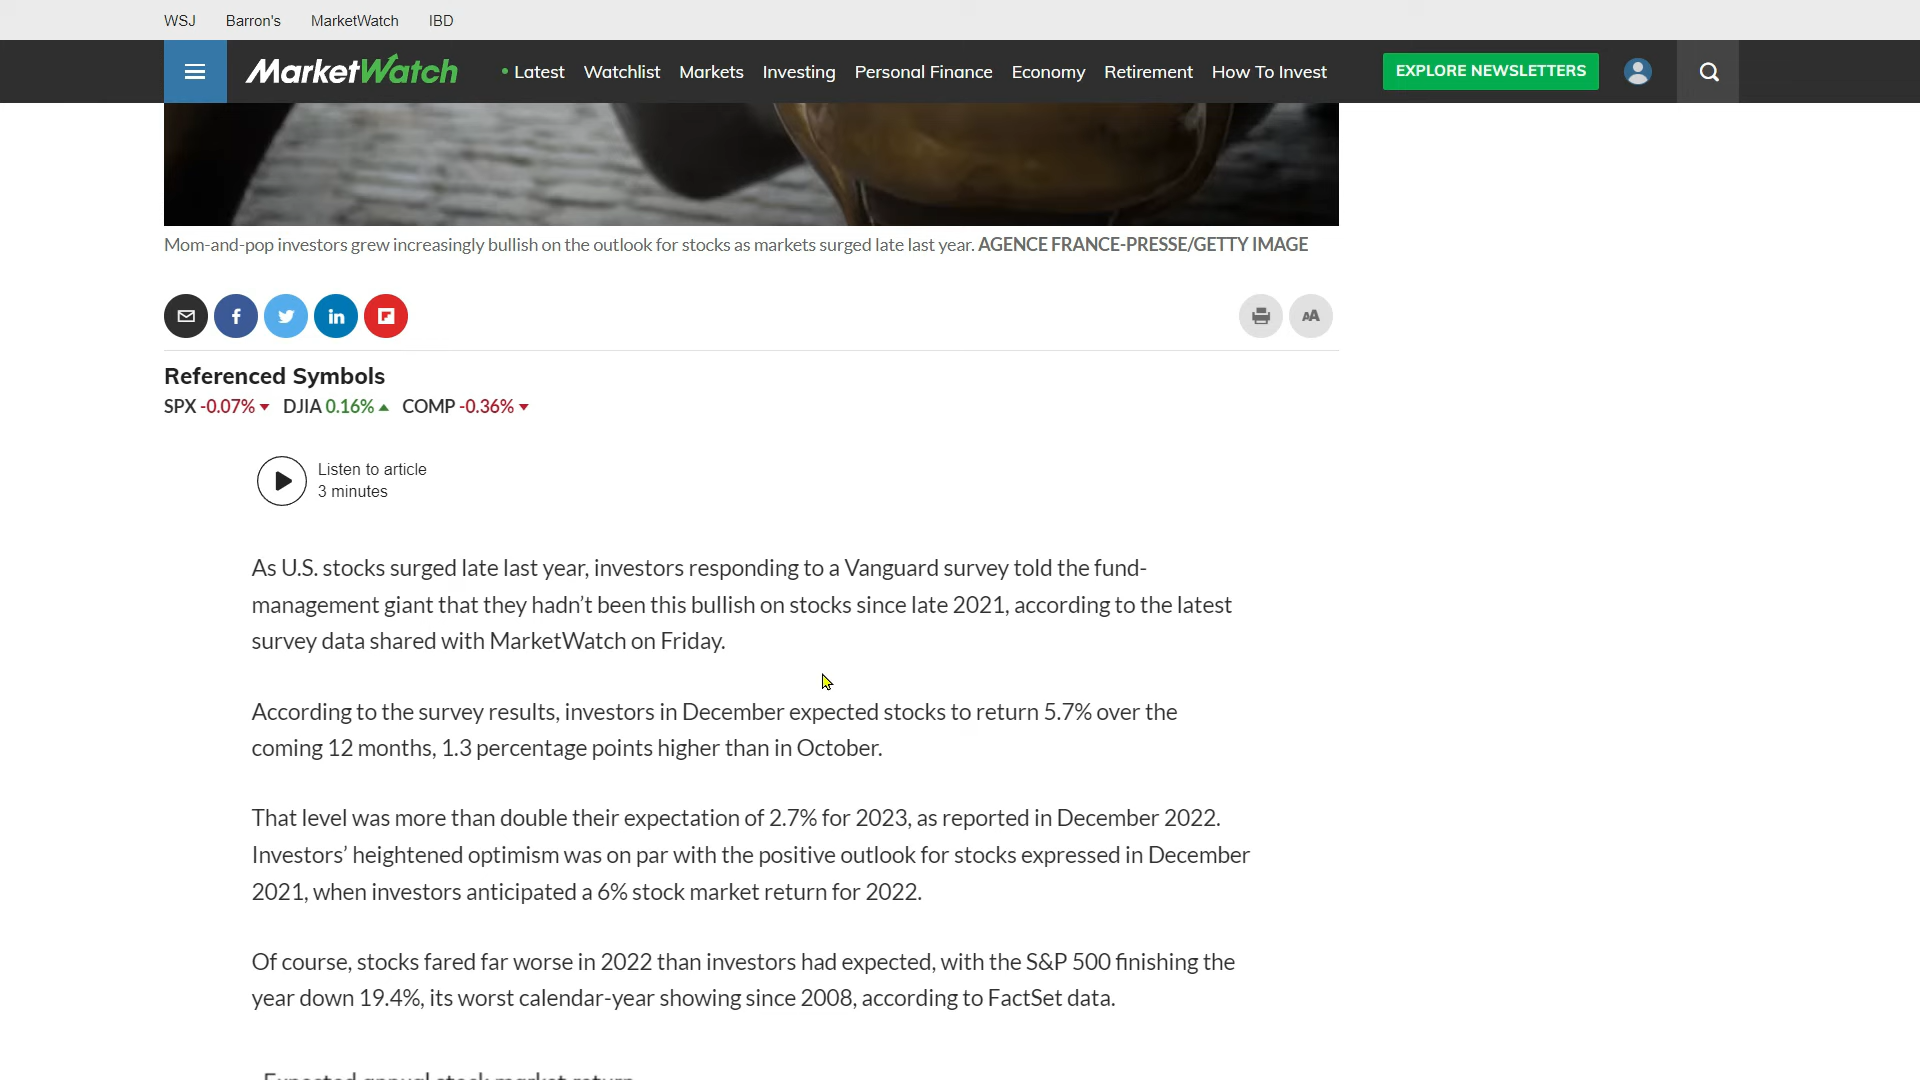 WSJ Barron's MarketWatch IBD
MarketWatch • Latest Watchlist Markets Investing Personal Finance Economy Retirement How To Invest EXPLORE NEWSLETTERS
Mom-and-pop investors grew increasingly bullish on the outlook for stocks as markets surged late last year. AGENCE FRANCE-PRESSE/GETTY IMAGE
AA
Referenced Symbols
SPX -0.07% DJIA 0.16% COMP -0.36%
Listen to article
3 minutes
As U.S. stocks surged late last year, investors responding to a Vanguard survey told the fund-
management giant that they hadn’t been this bullish on stocks since late 2021, according to the latest
survey data shared with MarketWatch on Friday.
According to the survey results, investors in December expected stocks to return 5.7% over the
coming 12 months, 1.3 percentage points higher than in October.
That level was more than double their expectation of 2.7% for 2023, as reported in December 2022.
Investors’ heightened optimism was on par with the positive outlook for stocks expressed in December
2021, when investors anticipated a 6% stock market return for 2022.
Of course, stocks fared far worse in 2022 than investors had expected, with the S&P 500 finishing the
year down 19.4%, its worst calendar-year showing since 2008, according to FactSet data.
Expected annual stock market return